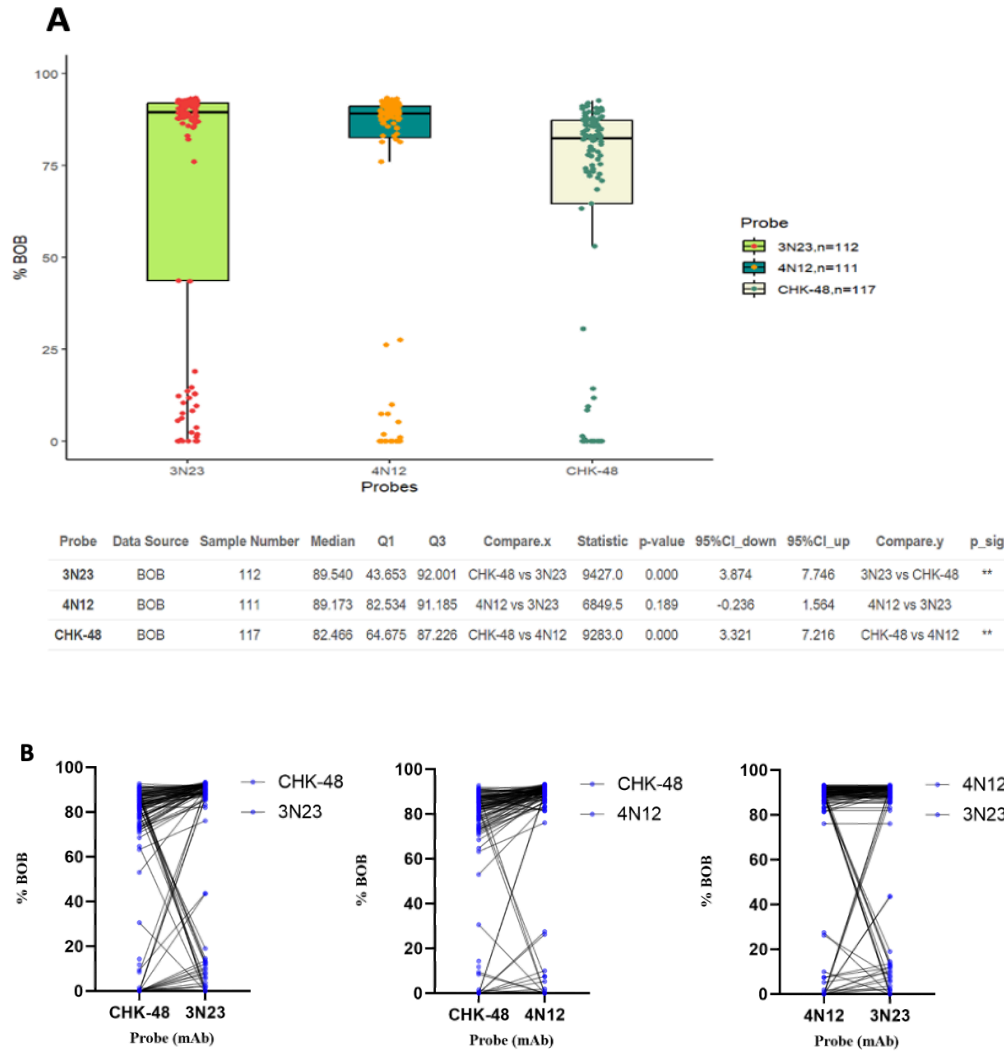 A
100
75
50
25
0
% BOB
3N23
4N12
CHK-48
Probes
Probe
3N23,n=112
4N12,n=111
CHK-48,n=117
Probe Data Source Sample Number Median Q1 Q3 Compare.x Statistic p-value 95%CI_down 95%CI_up Compare.y p_sig
3N23 BOB 112 89.540 43.653 92.001 CHK-48 vs 3N23 9427.0 0.000 3.874 7.746 3N23 vs CHK-48 **
4N12 BOB 111 89.173 82.534 91.185 4N12 vs 3N23 6849.5 0.189 -0.236 1.564 4N12 vs 3N23
CHK-48 BOB 117 82.466 64.675 87.226 CHK-48 vs 4N12 9283.0 0.000 3.321 7.216 CHK-48 vs 4N12 **
B
100
80
60
40
20
0
% BOB
CHK-48 3N23
Probe (mAb)
CHK-48
3N23
100
80
60
40
20
0
% BOB
CHK-48 4N12
Probe (mAb)
CHK-48
4N12
100
80
60
40
20
0
% BOB
4N12 3N23
Probe (mAb)
4N12
3N23